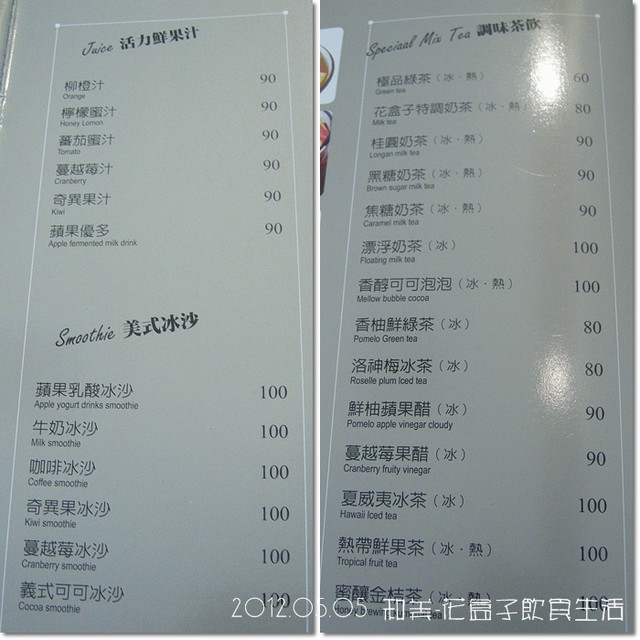 Juice 活力鮮果汁
柳橙汁 90
Orange
檸檬蜜汁 90
Honey Lomon
蕃茄蜜汁 90
Tomato
蔓越莓汁 90
Cranberry
奇異果汁 90
Kiwi
蘋果優多 90
Apple fermented milk drink
Smoothie 美式冰沙
蘋果乳酸冰沙 100
Apple yogurt drinks smoothie
牛奶冰沙 100
Milk smoothie
咖啡冰沙 100
Coffee smoothie
奇異果冰沙 100
Kiwi smoothie
蔓越莓冰沙 100
Cranberry smoothie
義式可可冰沙 100
Cocoa smoothie
Speciaal Mix Tea 調味茶飲
極品綠茶（冰．熱） 60
Green tea
花盒子特調奶茶（冰．熱） 80
Milk tea
桂圓奶茶（冰．熱） 90
Longan milk tea
黑糖奶茶（冰．熱） 90
Brown sugar milk tea
焦糖奶茶（冰．熱） 90
Caramel milk tea
漂浮奶茶（冰） 100
Floating milk tea
香醇可可泡泡（冰．熱） 100
Mellow bubble cocoa
香柚鮮綠茶（冰） 80
Pomelo Green tea
洛神梅冰茶（冰） 80
Roselle plum Iced tea
鮮柚蘋果醋（冰） 90
Pomelo apple vinegar cloudy
蔓越莓果醋（冰） 90
Cranberry fruity vinegar
夏威夷冰茶（冰） 100
Hawaii Iced tea
熱帶鮮果茶（冰．熱） 100
Tropical fruit tea
蜜釀金桔茶（冰．熱） 100
Honey brewing
2012.05.05 和美-花盒子飲食生活